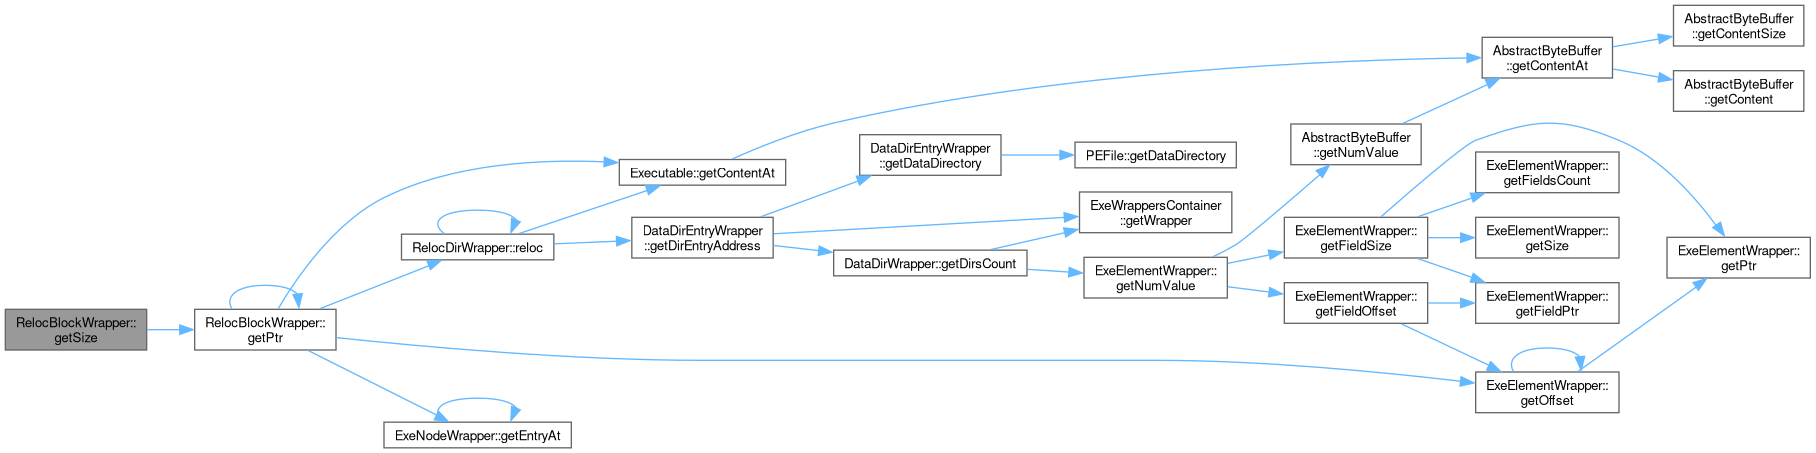 RelocBlockWrapper::
getSize
RelocBlockWrapper::
getPtr
Executable::getContentAt
RelocDirWrapper::reloc
ExeNodeWrapper::getEntryAt
DataDirEntryWrapper
::getDirEntryAddress
DataDirEntryWrapper
::getDataDirectory
DataDirWrapper::getDirsCount
PEFile::getDataDirectory
ExeWrappersContainer
::getWrapper
ExeElementWrapper::
getNumValue
AbstractByteBuffer
::getNumValue
ExeElementWrapper::
getFieldSize
ExeElementWrapper::
getFieldOffset
AbstractByteBuffer
::getContentAt
ExeElementWrapper::
getFieldsCount
ExeElementWrapper::
getSize
ExeElementWrapper::
getFieldPtr
ExeElementWrapper::
getOffset
AbstractByteBuffer
::getContentSize
AbstractByteBuffer
::getContent
ExeElementWrapper::
getPtr